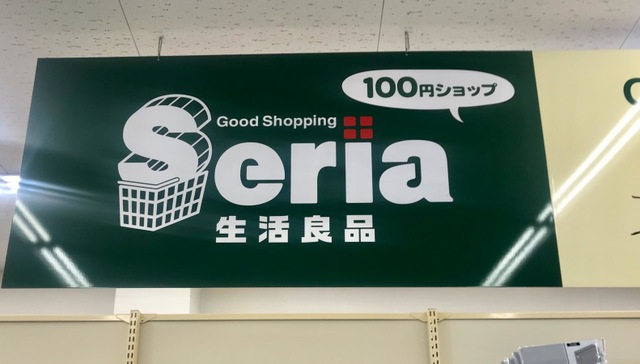 100円ショップ
Good Shopping
Seria
生活良品